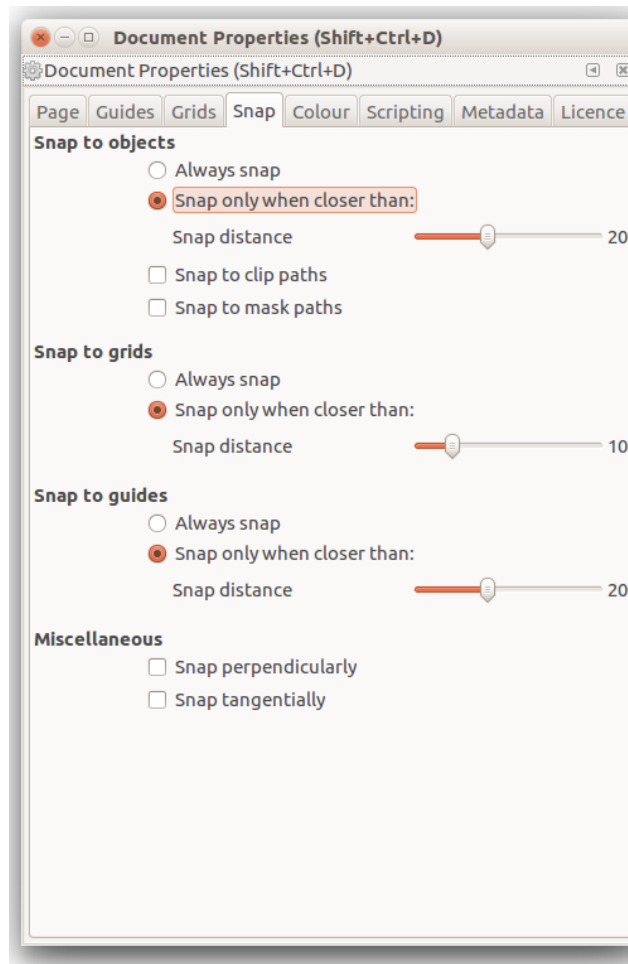 Document Properties (Shift+Ctrl+D)
Document Properties (Shift+Ctrl+D)
Page Guides Grids Snap Colour Scripting Metadata Licence
Snap to objects
Always snap
Snap only when closer than:
Snap distance 20
Snap to clip paths
Snap to mask paths
Snap to grids
Always snap
Snap only when closer than:
Snap distance 10
Snap to guides
Always snap
Snap only when closer than:
Snap distance 20
Miscellaneous
Snap perpendicularly
Snap tangentially